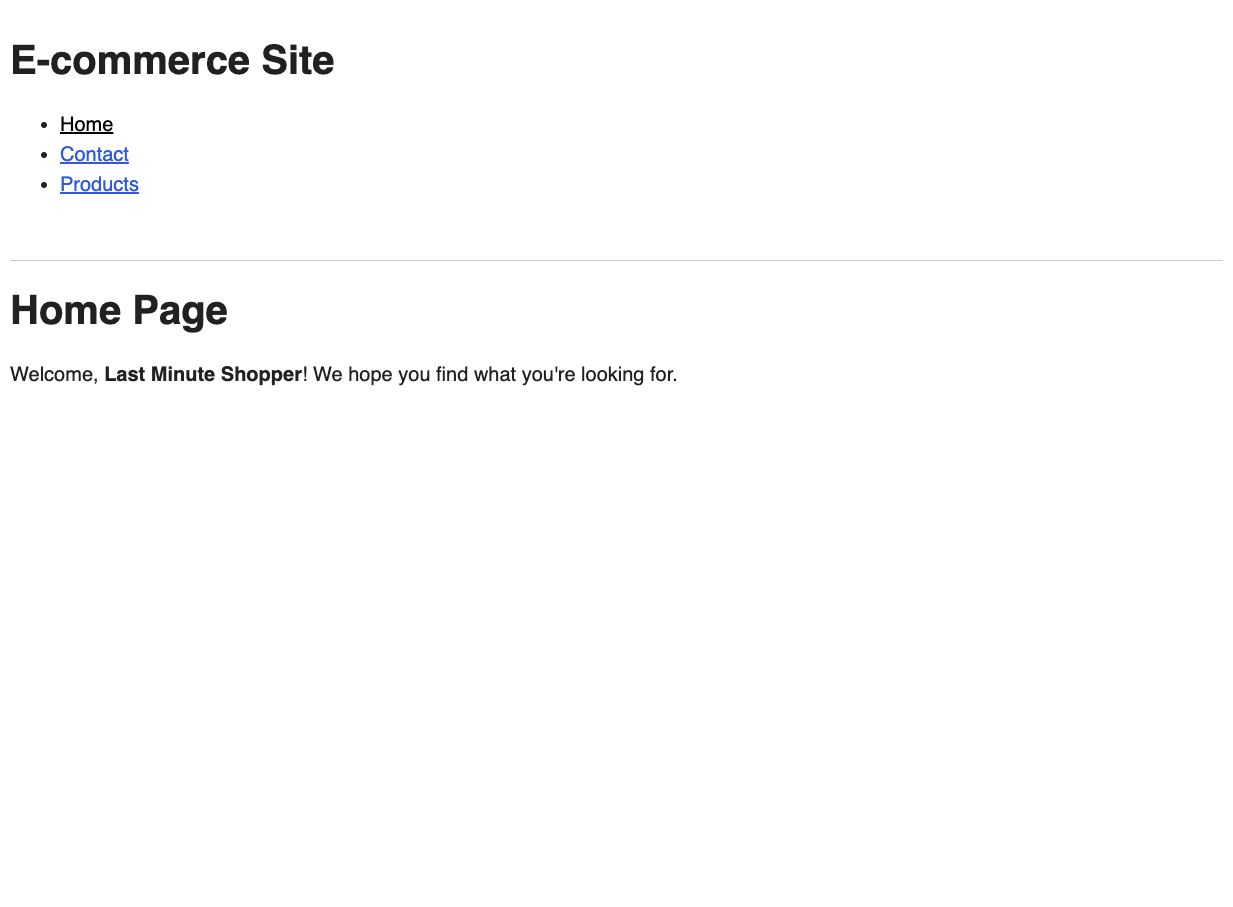 E-commerce Site
Home
Contact
Products
Home Page
Welcome, Last Minute Shopper! We hope you find what you're looking for.